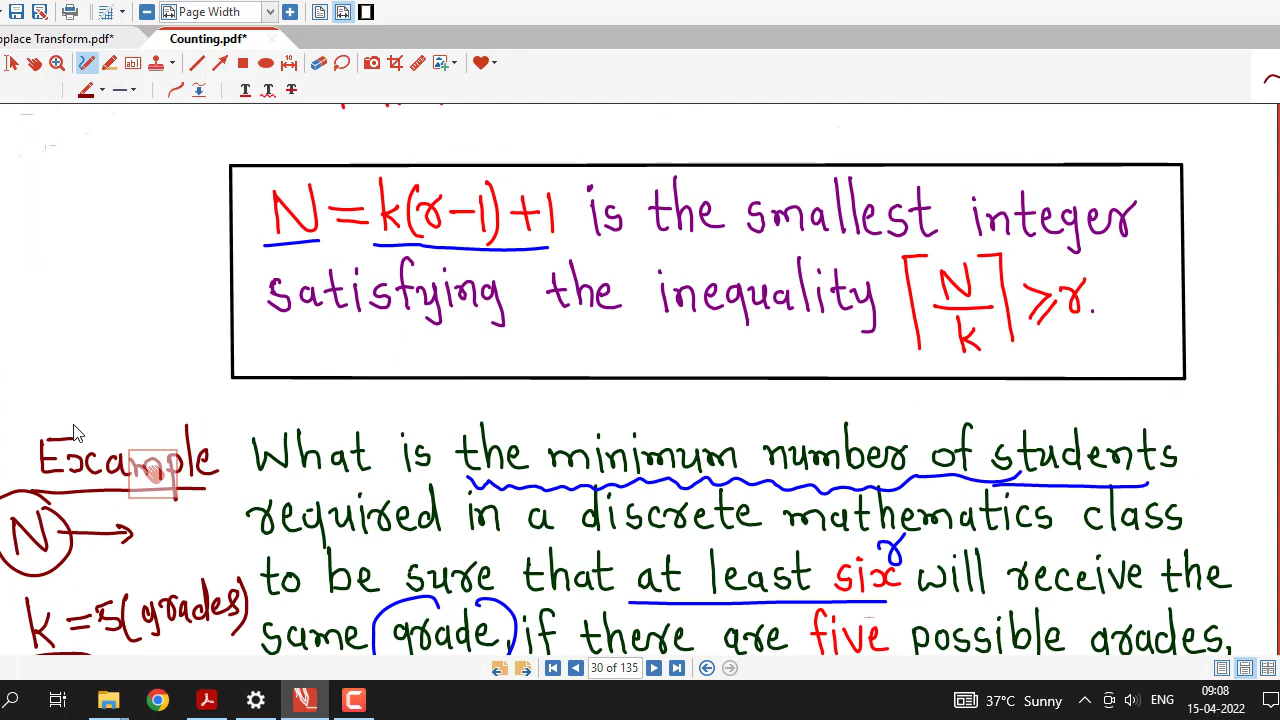 Page Width
pplace Transform.pdf*
Counting.pdf*
N = k(r-1)+1 is the smallest integer
satisfying the inequality ⌈N/k⌉ ≥ r.
Example
What is the minimum number of students
required in a discrete mathematics class
N →
r
to be sure that at least six will receive the
k = 5 (grades)
same grade, if there are five possible grades,
30 of 135
37°C Sunny
ENG
09:08
15-04-2022